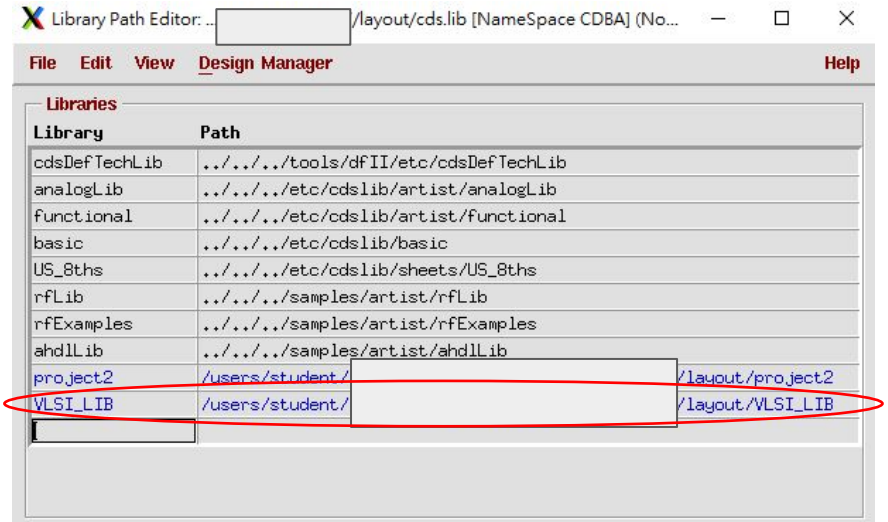 Library Path Editor: ... /layout/cds.lib [NameSpace CDBA] (No...
File Edit View Design Manager Help
Libraries
Library Path
cdsDefTechLib ../../../tools/dfII/etc/cdsDefTechLib
analogLib ../../../etc/cdslib/artist/analogLib
functional ../../../etc/cdslib/artist/functional
basic ../../../etc/cdslib/basic
US_8ths ../../../etc/cdslib/sheets/US_8ths
rfLib ../../../samples/artist/rfLib
rfExamples ../../../samples/artist/rfExamples
ahdlLib ../../../samples/artist/ahdlLib
project2 /users/student/ /layout/project2
VLSI_LIB /users/student/ /layout/VLSI_LIB